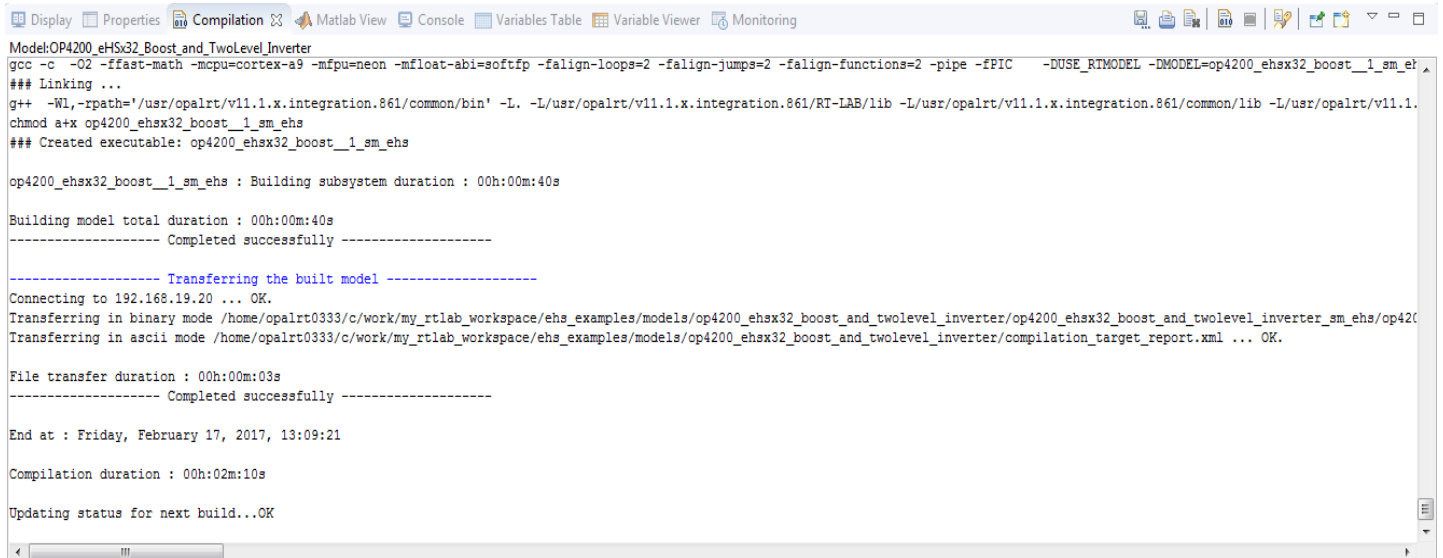 Display Properties Compilation Matlab View Console Variables Table Variable Viewer Monitoring
Model:OP4200_eHSx32_Boost_and_TwoLevel_Inverter
gcc -c -O2 -ffast-math -mcpu=cortex-a9 -mfpu=neon -mfloat-abi=softfp -falign-loops=2 -falign-jumps=2 -falign-functions=2 -pipe -fPIC -DUSE_RTMODEL -DMODEL=op4200_ehsx32_boost__1_sm_eh
### Linking ...
g++ -Wl,-rpath='/usr/opalrt/v11.1.x.integration.861/common/bin' -L. -L/usr/opalrt/v11.1.x.integration.861/RT-LAB/lib -L/usr/opalrt/v11.1.x.integration.861/common/lib -L/usr/opalrt/v11.1.
chmod a+x op4200_ehsx32_boost__1_sm_ehs
### Created executable: op4200_ehsx32_boost__1_sm_ehs
op4200_ehsx32_boost__1_sm_ehs : Building subsystem duration : 00h:00m:40s
Building model total duration : 00h:00m:40s
-------------------- Completed successfully --------------------
-------------------- Transferring the built model --------------------
Connecting to 192.168.19.20 ... OK.
Transferring in binary mode /home/opalrt0333/c/work/my_rtlab_workspace/ehs_examples/models/op4200_ehsx32_boost_and_twolevel_inverter/op4200_ehsx32_boost_and_twolevel_inverter_sm_ehs/op420
Transferring in ascii mode /home/opalrt0333/c/work/my_rtlab_workspace/ehs_examples/models/op4200_ehsx32_boost_and_twolevel_inverter/compilation_target_report.xml ... OK.
File transfer duration : 00h:00m:03s
-------------------- Completed successfully --------------------
End at : Friday, February 17, 2017, 13:09:21
Compilation duration : 00h:02m:10s
Updating status for next build...OK